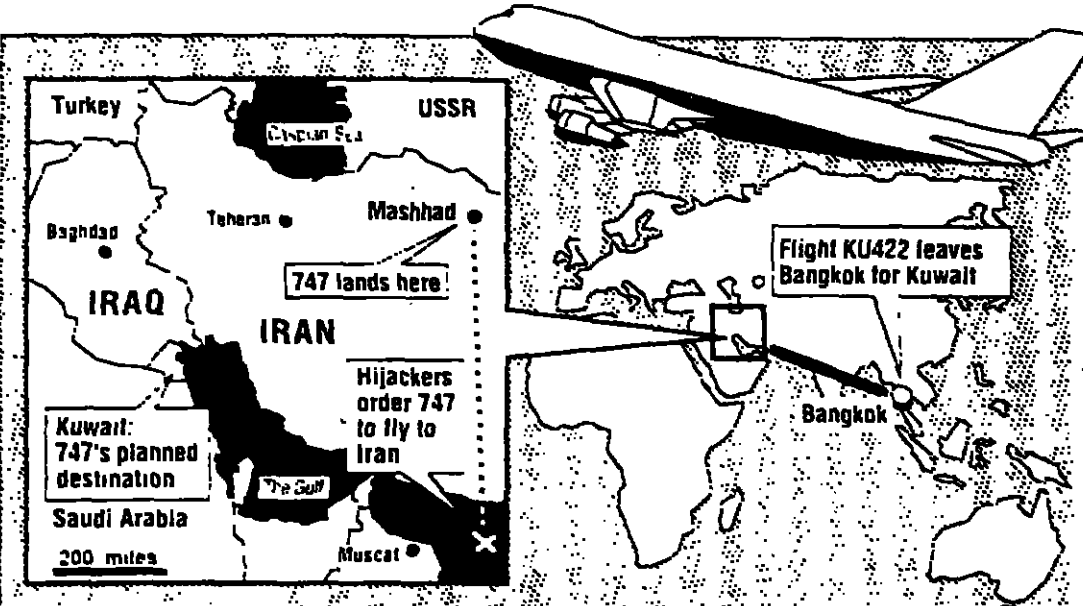 Turkey
USSR
Caspian Sea
Teheran
Mashhad
Baghdad
747 lands here
IRAQ
IRAN
Hijackers
order 747
to fly to
Iran
Kuwait:
747's planned
destination
The Gulf
Saudi Arabia
Muscat
200 miles
Flight KU422 leaves
Bangkok for Kuwait
Bangkok